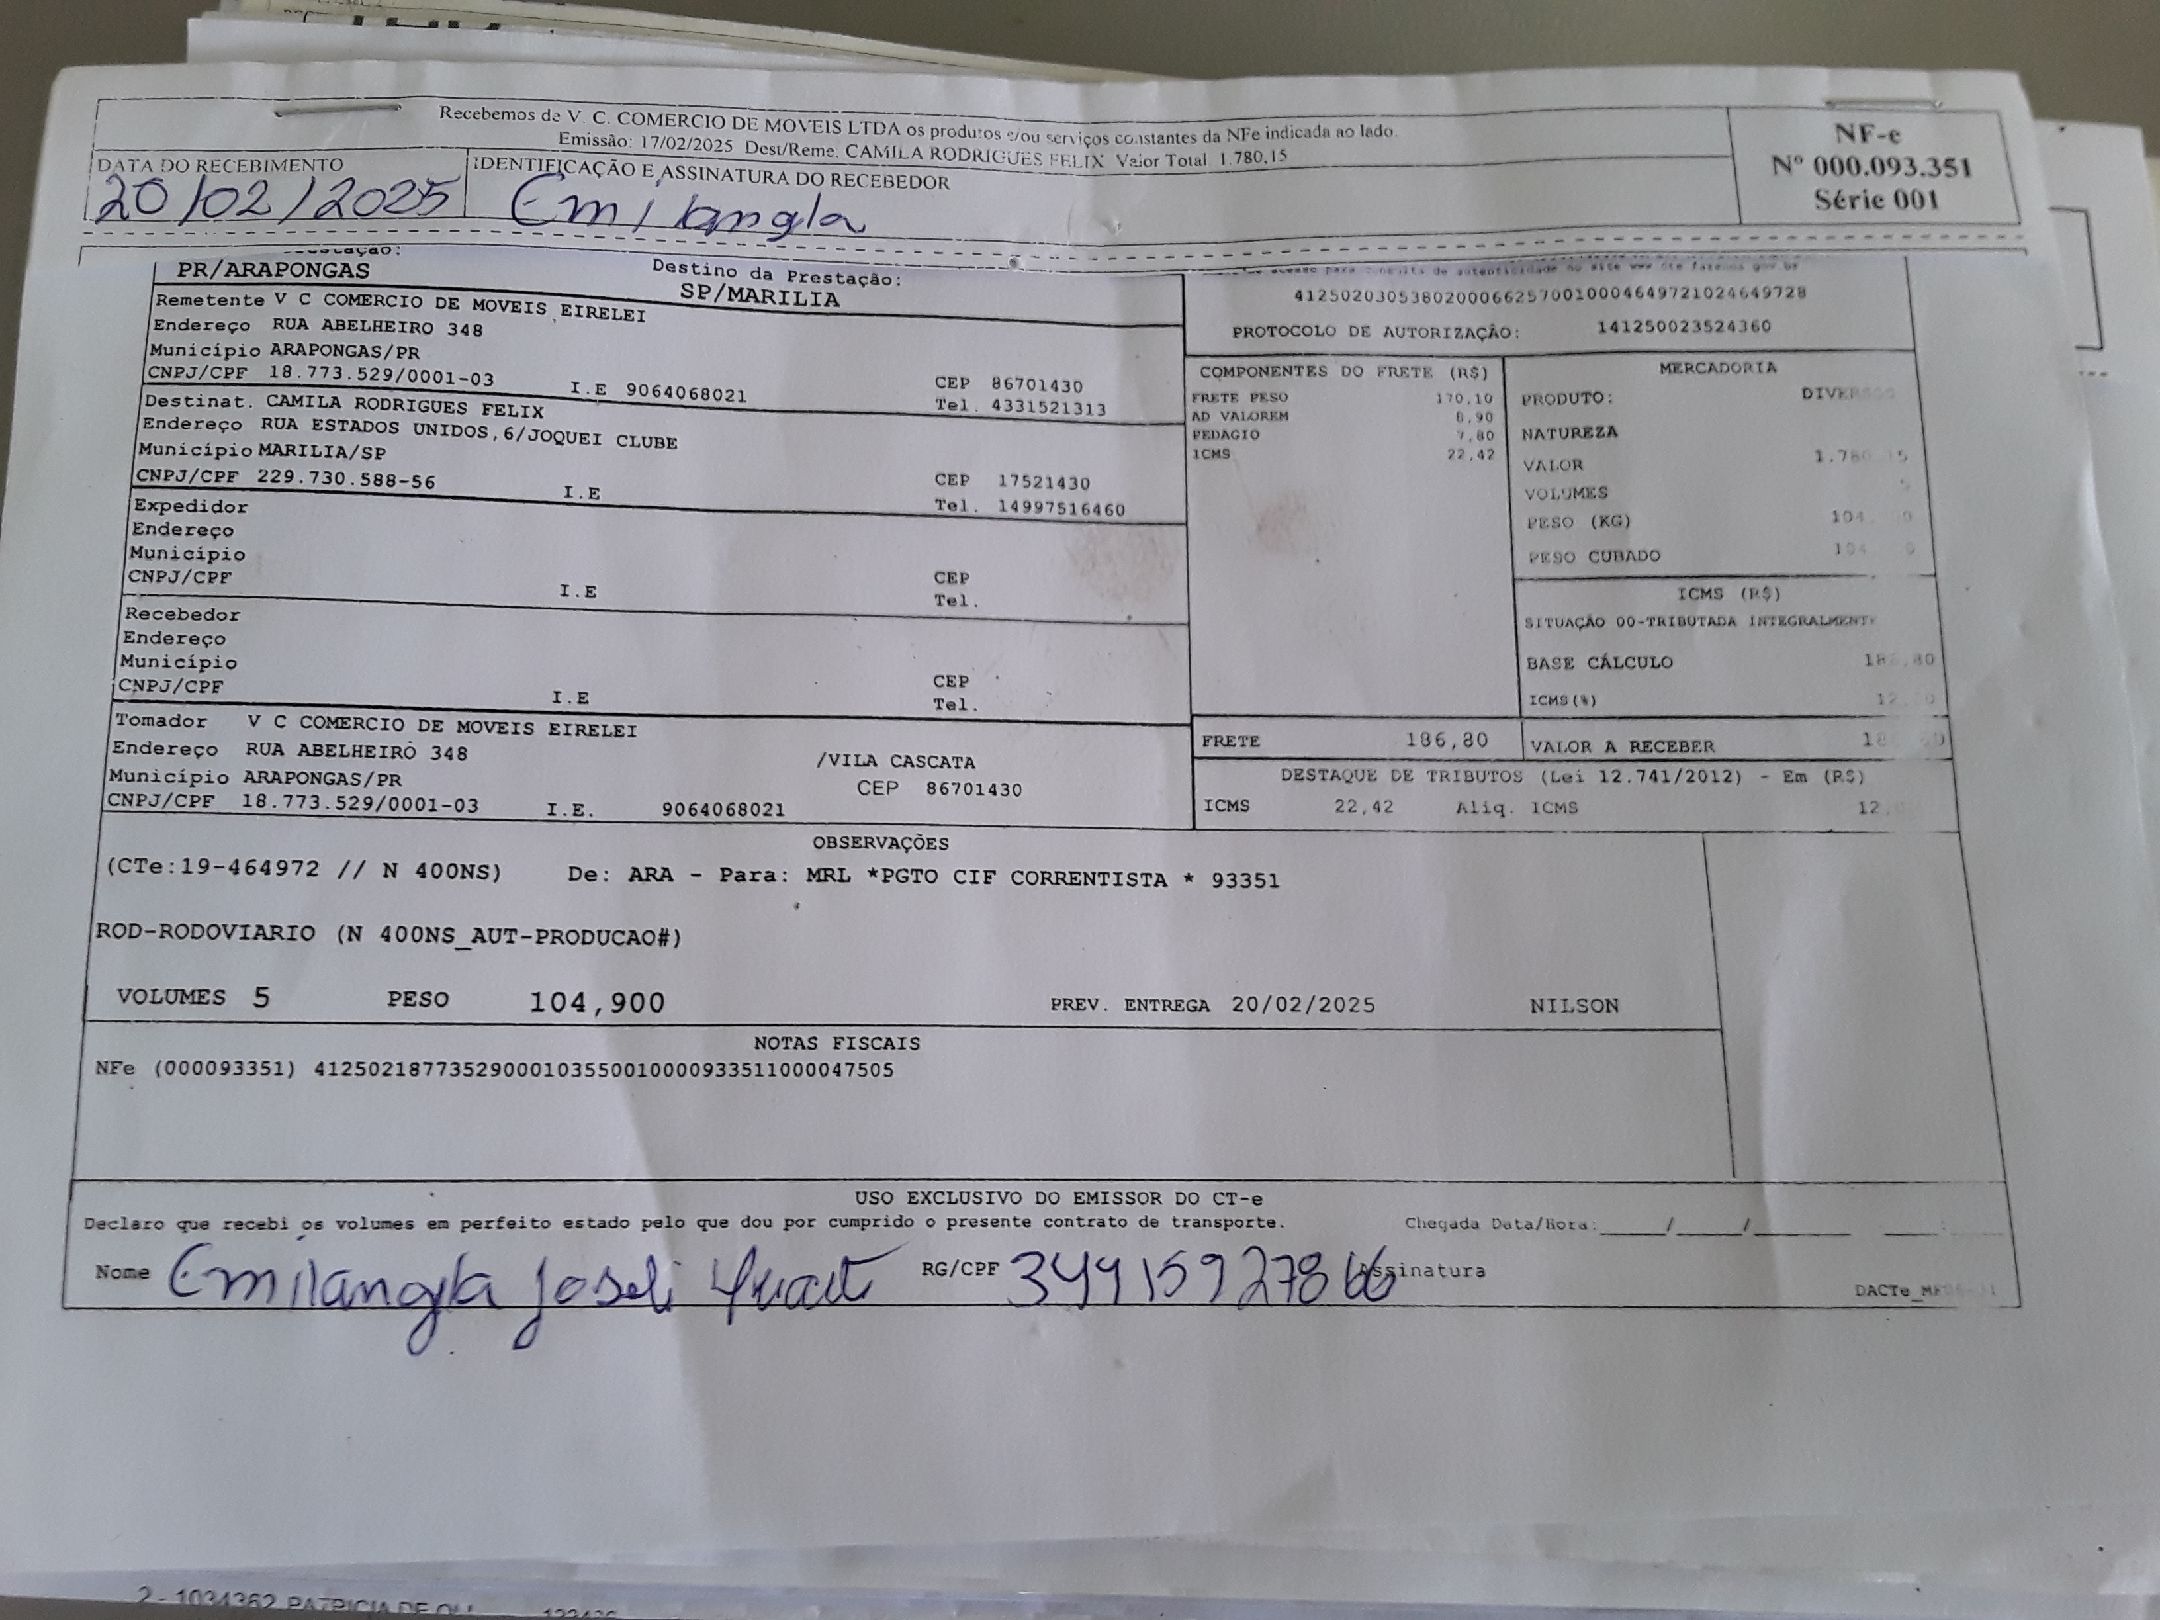 Recebemos de V. C. COMERCIO DE MOVEIS LTDA os produtos e/ou serviços constantes da NFe indicada ao lado.
Emissão: 17/02/2025 Dest/Reme. CAMILA RODRIGUES FELIX Valor Total 1.780,15
NF-e
Nº 000.093.351
Série 001
DATA DO RECEBIMENTO IDENTIFICAÇÃO E ASSINATURA DO RECEBEDOR
20/02/2025 Emilangla
PR/ARAPONGAS
Destino da Prestação:
SP/MARILIA
41250203053802000662570010004649721024649728
PROTOCOLO DE AUTORIZAÇÃO: 141250023524360
Remetente V C COMERCIO DE MOVEIS EIRELEI
Endereço RUA ABELHEIRO 348
Município ARAPONGAS/PR
CNPJ/CPF 18.773.529/0001-03 I.E 9064068021
CEP 86701430
Tel. 4331521313
Destinat. CAMILA RODRIGUES FELIX
Endereço RUA ESTADOS UNIDOS,6/JOQUEI CLUBE
Município MARILIA/SP
CNPJ/CPF 229.730.588-56 I.E
CEP 17521430
Tel. 14997516460
Expedidor
Endereço
Município
CNPJ/CPF I.E
CEP
Tel.
Recebedor
Endereço
Município
CNPJ/CPF I.E
CEP
Tel.
Tomador V C COMERCIO DE MOVEIS EIRELEI
Endereço RUA ABELHEIRO 348 /VILA CASCATA
Município ARAPONGAS/PR CEP 86701430
CNPJ/CPF 18.773.529/0001-03 I.E. 9064068021
COMPONENTES DO FRETE (R$)
FRETE PESO 170,10
AD VALOREM 8,90
PEDAGIO 7,80
ICMS 22,42
MERCADORIA
PRODUTO:
NATUREZA
VALOR
VOLUMES
PESO (KG)
PESO CUBADO
ICMS (R$)
SITUAÇÃO 00-TRIBUTADA INTEGRALMENTE
BASE CÁLCULO
ICMS(%)
FRETE 186,80 VALOR A RECEBER
DESTAQUE DE TRIBUTOS (Lei 12.741/2012) - Em (R$)
ICMS 22,42 Aliq. ICMS
OBSERVAÇÕES
(CTe:19-464972 // N 400NS) De: ARA - Para: MRL *PGTO CIF CORRENTISTA * 93351
ROD-RODOVIARIO (N 400NS_AUT-PRODUCAO#)
VOLUMES 5 PESO 104,900 PREV. ENTREGA 20/02/2025 NILSON
NOTAS FISCAIS
NFe (000093351) 41250218773529000103550010000933511000047505
USO EXCLUSIVO DO EMISSOR DO CT-e
Declaro que recebi os volumes em perfeito estado pelo que dou por cumprido o presente contrato de transporte. Chegada Data/Hora:____/____/______ ____:____
Nome Emilangla RG/CPF Assinatura